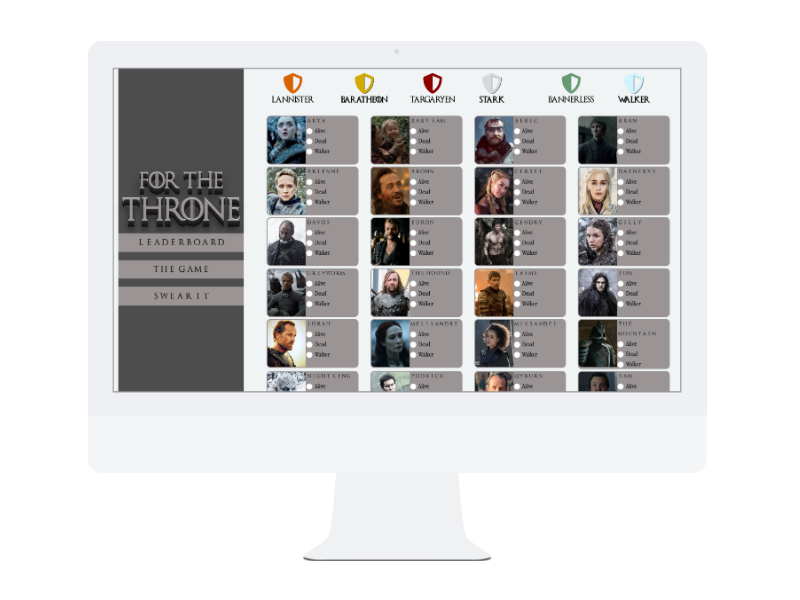 FOR THE
THRONE
LEADERBOARD
THE GAME
SWEAR IT
LANNISTER
BARATHEON
TARGARYEN
STARK
BANNERLESS
WALKER
ARYA
Alive
Dead
Walker
BABY SAM
Alive
Dead
Walker
BERIC
Alive
Dead
Walker
BRAN
Alive
Dead
Walker
BRIENNE
Alive
Dead
Walker
BRONN
Alive
Dead
Walker
CERSEI
Alive
Dead
Walker
DAENERYS
Alive
Dead
Walker
DAVOS
Alive
Dead
Walker
EURON
Alive
Dead
Walker
GENDRY
Alive
Dead
Walker
GILLY
Alive
Dead
Walker
GREYWORM
Alive
Dead
Walker
THE HOUND
Alive
Dead
Walker
JAIME
Alive
Dead
Walker
JON
Alive
Dead
Walker
JORAH
Alive
Dead
Walker
MELISANDRE
Alive
Dead
Walker
MISSANDEI
Alive
Dead
Walker
THE
MOUNTAIN
Alive
Dead
Walker
NIGHT KING
Alive
PODRICK
Alive
QYBURN
Alive
SAM
Alive